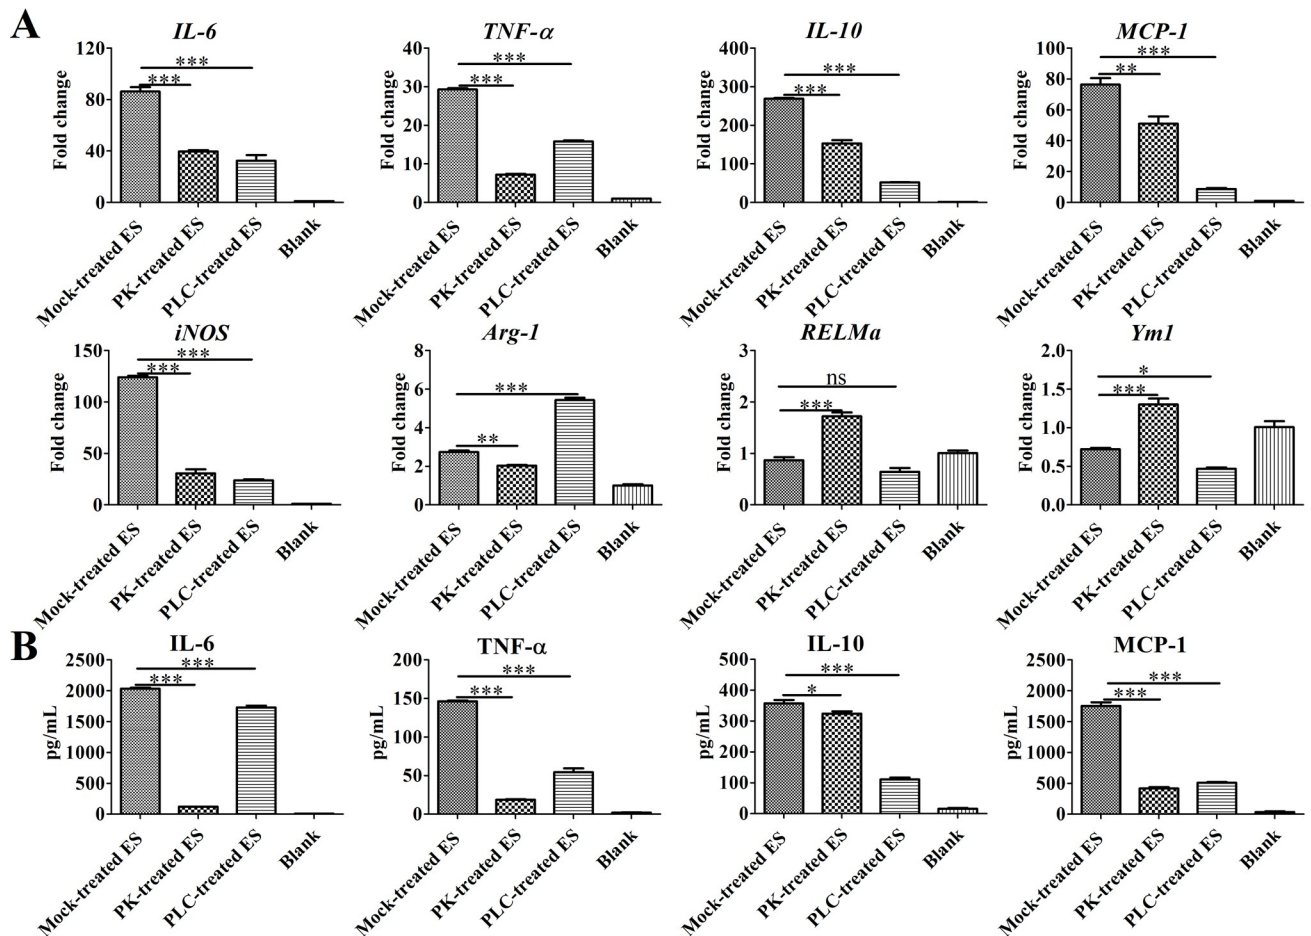 A
IL-6
Fold change
120
80
40
0
***
***
Mock-treated ES
PK-treated ES
PLC-treated ES
Blank
TNF-α
Fold change
40
30
20
10
0
***
***
Mock-treated ES
PK-treated ES
PLC-treated ES
Blank
IL-10
Fold change
400
300
200
100
0
***
***
Mock-treated ES
PK-treated ES
PLC-treated ES
Blank
MCP-1
Fold change
100
80
60
40
20
0
***
**
Mock-treated ES
PK-treated ES
PLC-treated ES
Blank
iNOS
Fold change
150
100
50
0
***
***
Mock-treated ES
PK-treated ES
PLC-treated ES
Blank
Arg-1
Fold change
8
6
4
2
0
***
**
Mock-treated ES
PK-treated ES
PLC-treated ES
Blank
RELMa
Fold change
3
2
1
0
ns
***
Mock-treated ES
PK-treated ES
PLC-treated ES
Blank
Ym1
Fold change
2.0
1.5
1.0
0.5
0.0
*
***
Mock-treated ES
PK-treated ES
PLC-treated ES
Blank
B
IL-6
pg/mL
2500
2000
1500
1000
500
0
***
***
Mock-treated ES
PK-treated ES
PLC-treated ES
Blank
TNF-α
pg/mL
200
150
100
50
0
***
***
Mock-treated ES
PK-treated ES
PLC-treated ES
Blank
IL-10
pg/mL
500
400
300
200
100
0
***
*
Mock-treated ES
PK-treated ES
PLC-treated ES
Blank
MCP-1
pg/mL
2500
2000
1500
1000
500
0
***
***
Mock-treated ES
PK-treated ES
PLC-treated ES
Blank